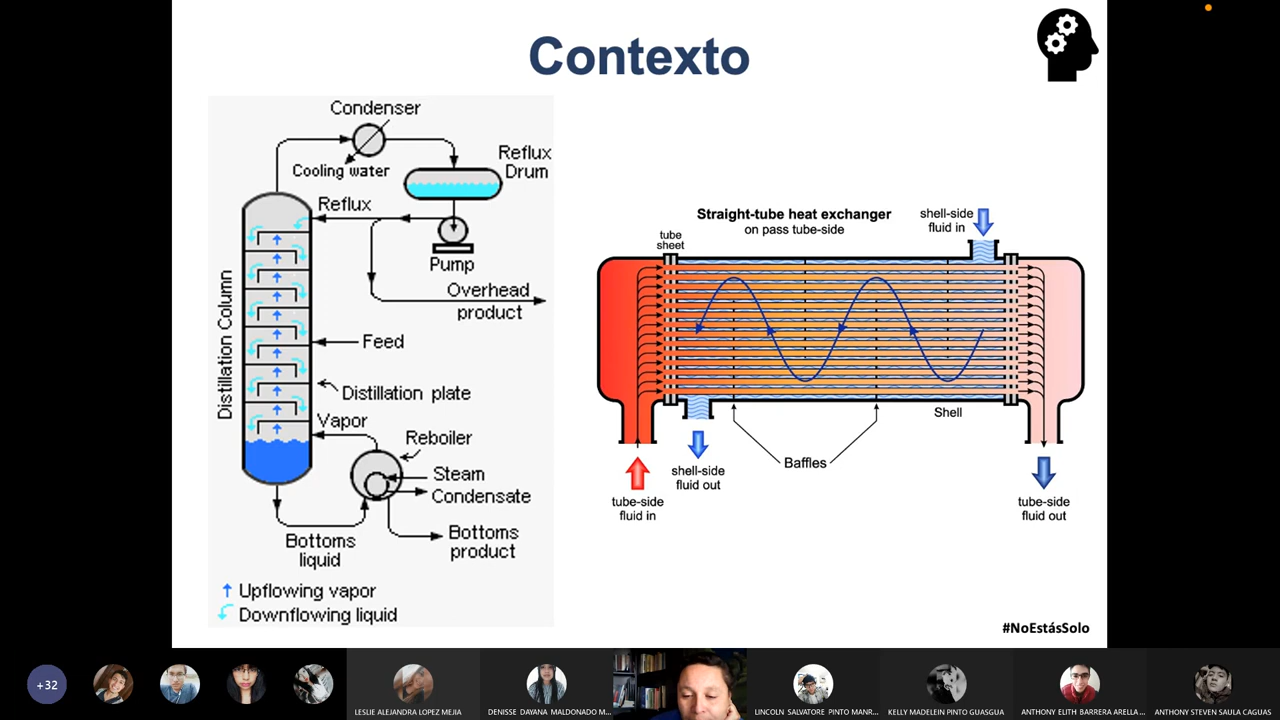 Contexto
Condenser
Cooling water
Reflux
Drum
Reflux
Pump
Overhead
product
Feed
Distillation Column
Distillation plate
Vapor
Reboiler
Steam
Condensate
Bottoms
liquid
Bottoms
product
Upflowing vapor
Downflowing liquid
Straight-tube heat exchanger
on pass tube-side
shell-side
fluid in
tube
sheet
Shell
Baffles
shell-side
fluid out
tube-side
fluid in
tube-side
fluid out
#NoEstásSolo
+32
LESLIE ALEJANDRA LOPEZ MEJIA
DENISSE DAYANA MALDONADO M...
LINCOLN SALVATORE PINTO MANR...
KELLY MADELEIN PINTO GUASGUA
ANTHONY ELITH BARRERA ARELLA ...
ANTHONY STEVEN SAULA CAGUAS